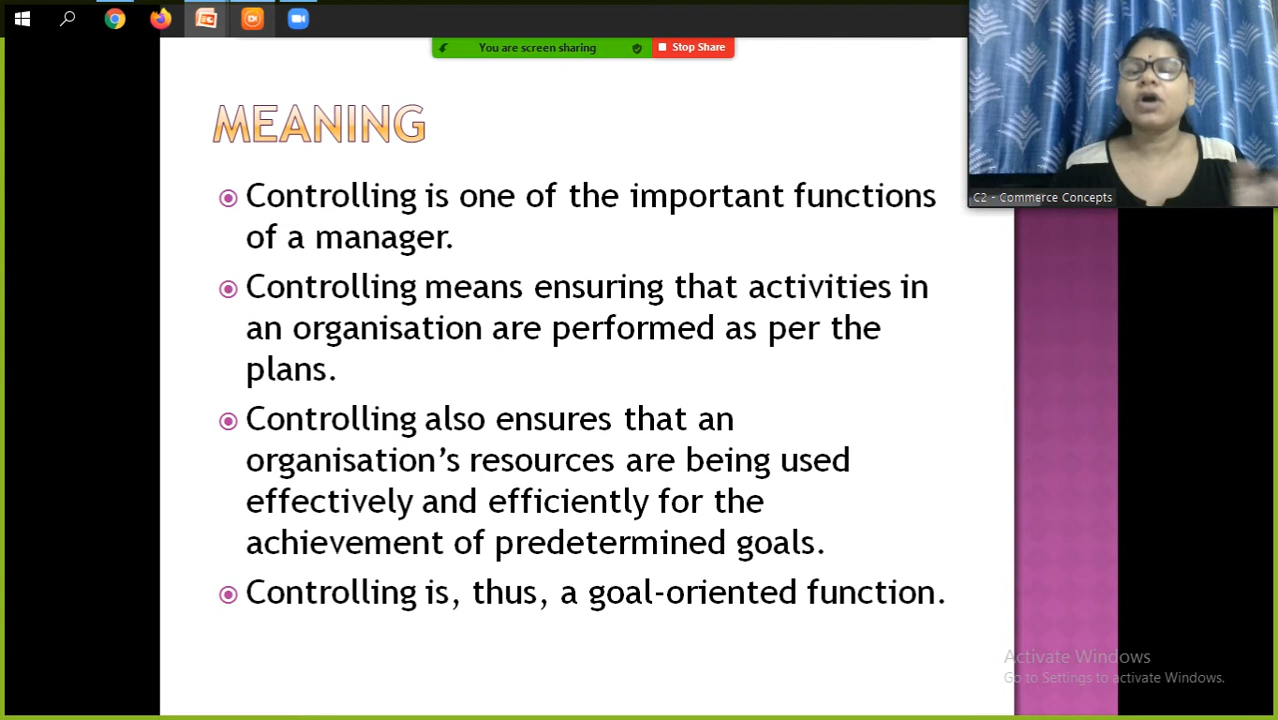 You are screen sharing
Stop Share
MEANING
Controlling is one of the important functions
of a manager.
Controlling means ensuring that activities in
an organisation are performed as per the
plans.
Controlling also ensures that an
organisation's resources are being used
effectively and efficiently for the
achievement of predetermined goals.
Controlling is, thus, a goal-oriented function.
C2 - Commerce Concepts
Activate Windows
Go to Settings to activate Windows.